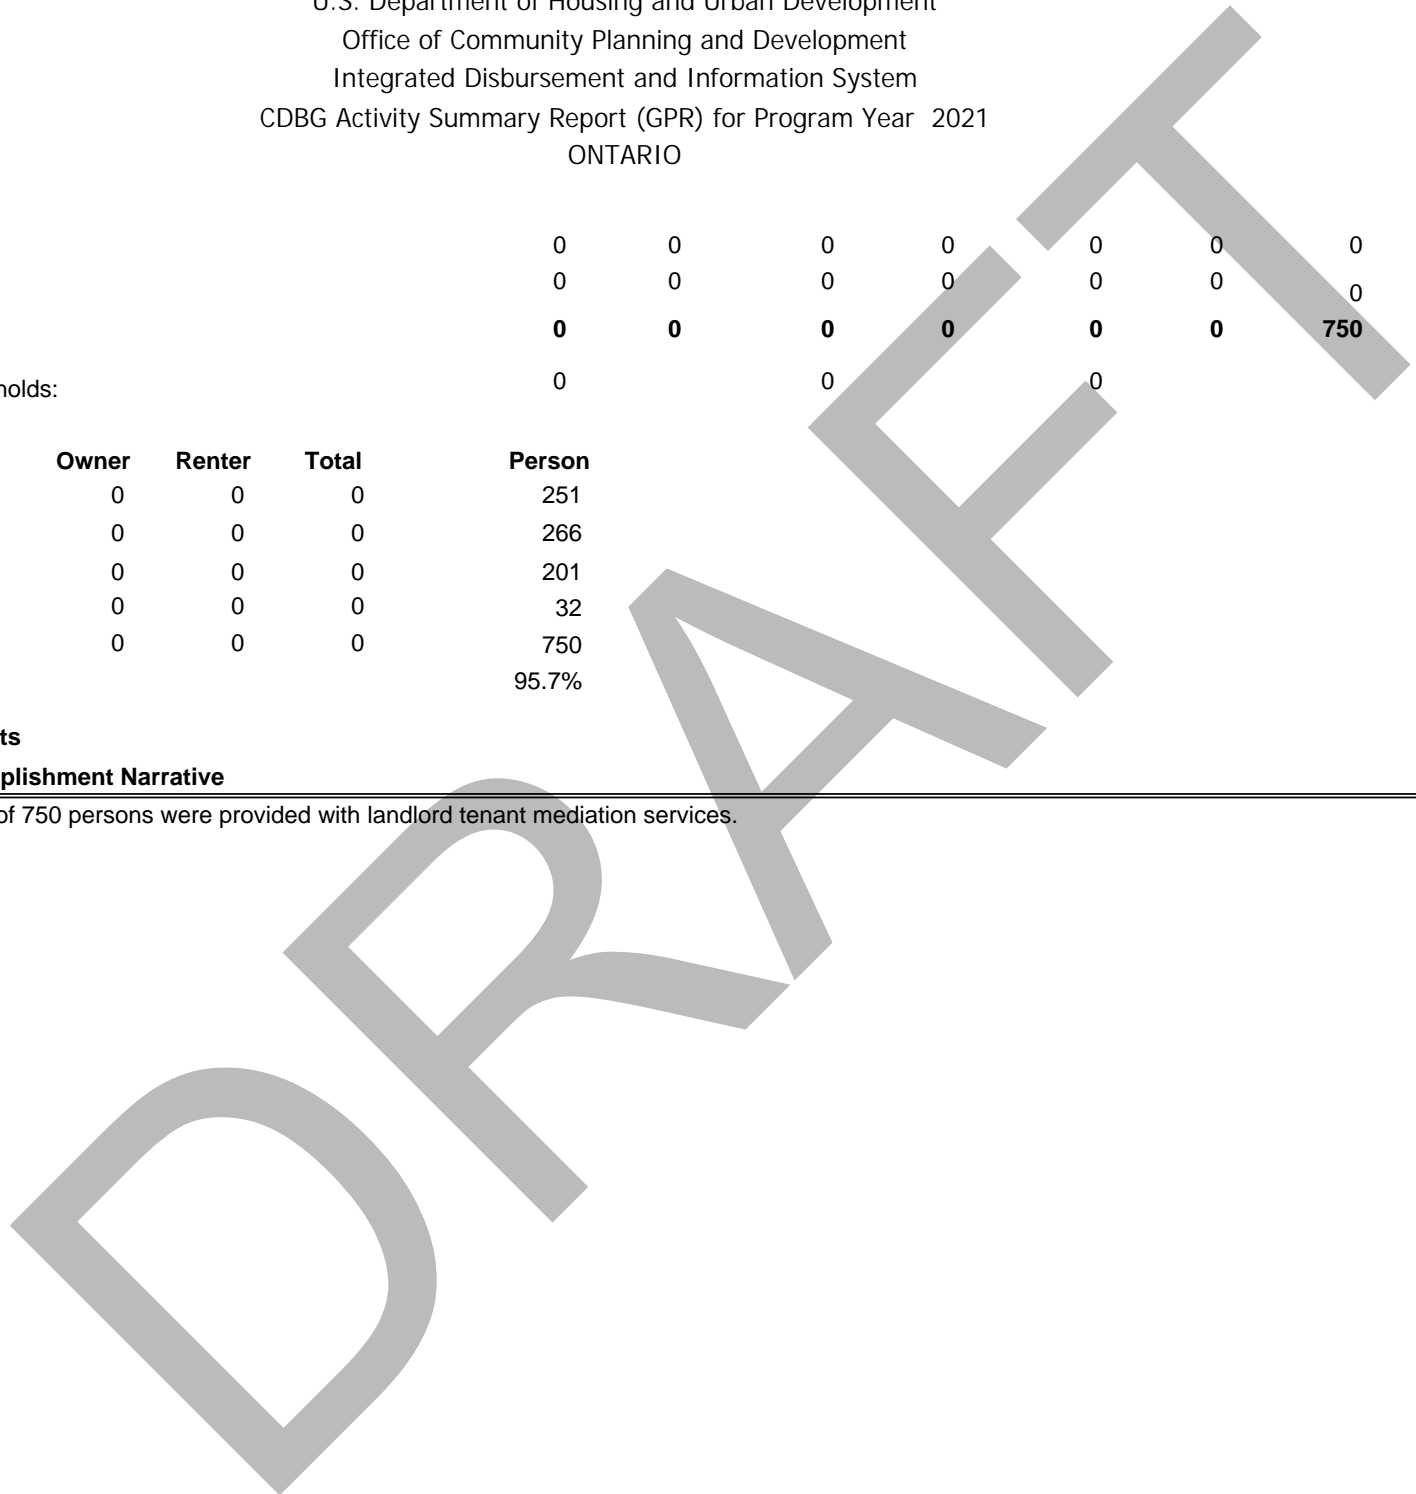 U.S. Department of Housing and Urban Development
Office of Community Planning and Development
Integrated Disbursement and Information System
CDBG Activity Summary Report (GPR) for Program Year 2021
ONTARIO
0 0 0 0 0 0 0
0 0 0 0 0 0 0
0 0 0 0 0 0 750
holds: 0 0 0
Owner Renter Total Person
0 0 0 251
0 0 0 266
0 0 0 201
0 0 0 32
0 0 0 750
95.7%
ts
plishment Narrative
of 750 persons were provided with landlord tenant mediation services.
DRAFT